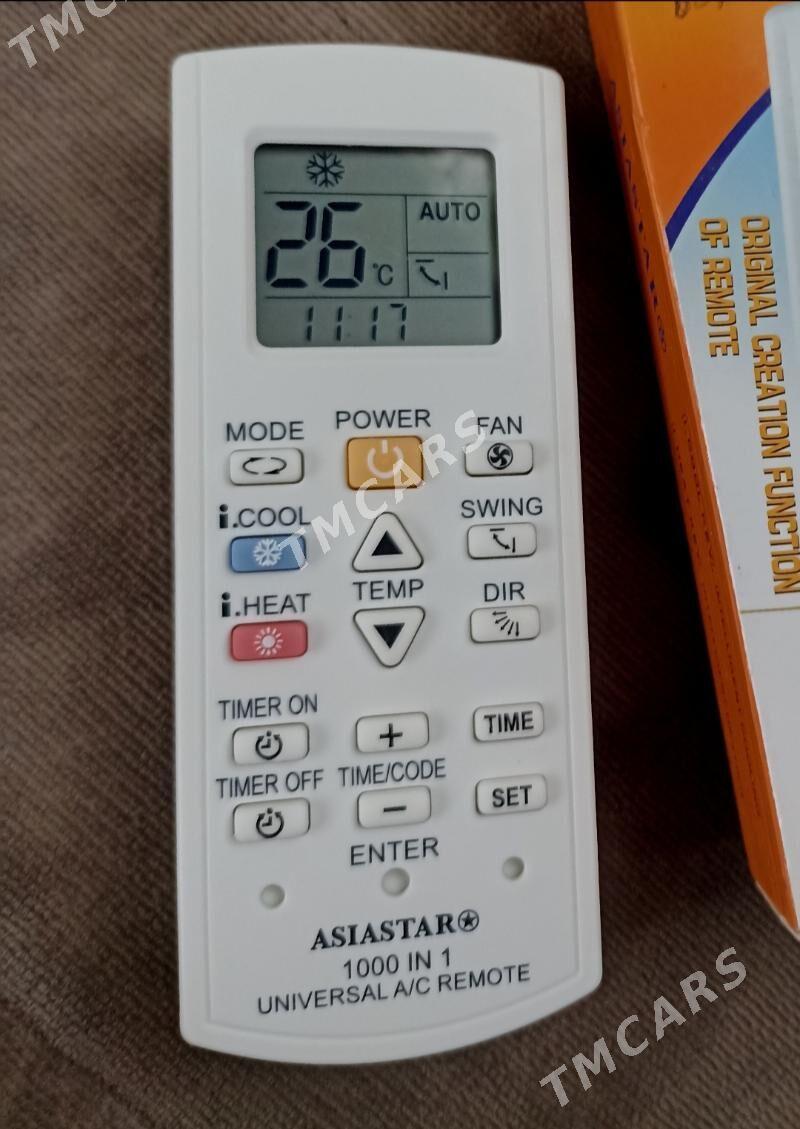 TMCARS
26 °C
AUTO
11:17
MODE
POWER
FAN
i.COOL
SWING
TEMP
i.HEAT
DIR
TIMER ON
TIME
TIMER OFF
TIME/CODE
SET
ENTER
ASIASTAR
1000 IN 1
UNIVERSAL A/C REMOTE
ORIGINAL CREATION FUNCTION
OF REMOTE
ASIASTAR®
TMCARS
TMCARS